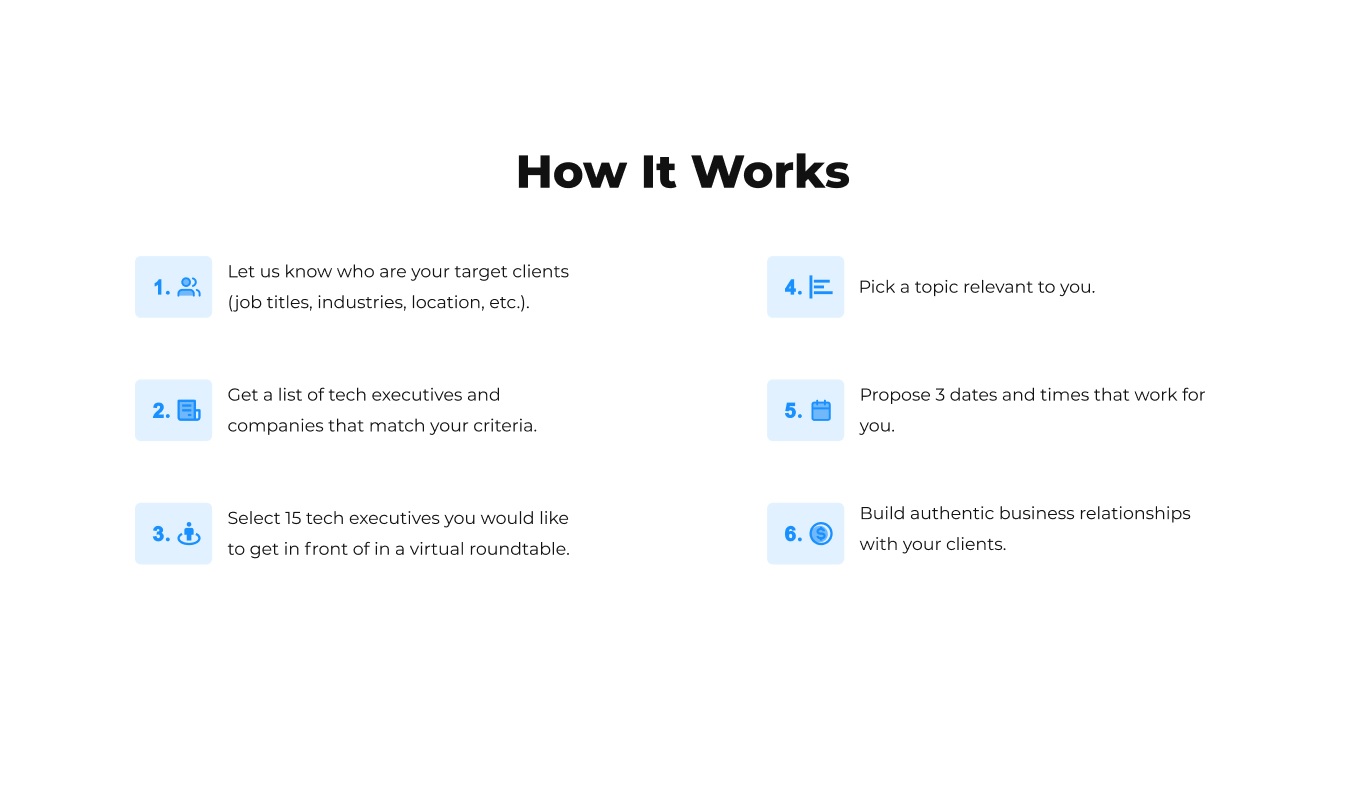 How It Works
1.
Let us know who are your target clients
(job titles, industries, location, etc.).
2.
Get a list of tech executives and
companies that match your criteria.
3.
Select 15 tech executives you would like
to get in front of in a virtual roundtable.
4.
Pick a topic relevant to you.
5.
Propose 3 dates and times that work for
you.
6.
Build authentic business relationships
with your clients.